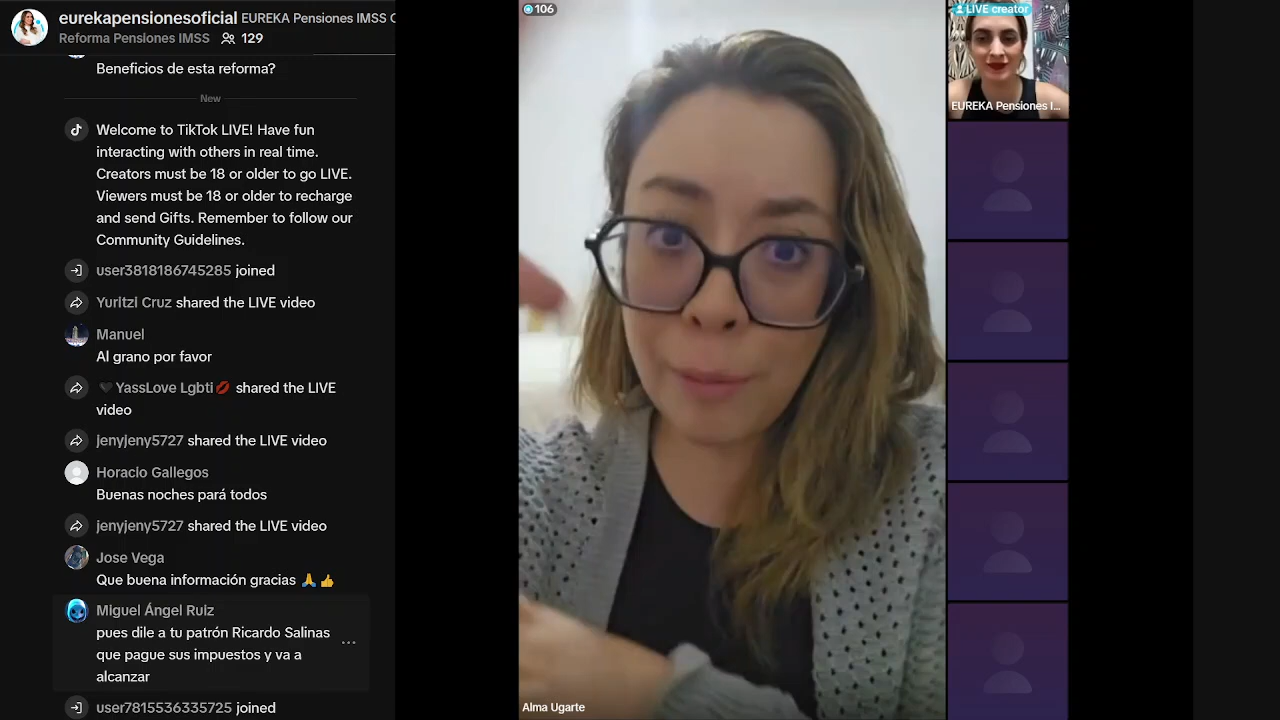 eurekapensionesoficial EUREKA Pensiones IMSS
Reforma Pensiones IMSS 129
Beneficios de esta reforma?
New
Welcome to TikTok LIVE! Have fun
interacting with others in real time.
Creators must be 18 or older to go LIVE.
Viewers must be 18 or older to recharge
and send Gifts. Remember to follow our
Community Guidelines.
user3818186745285 joined
Yuritzi Cruz shared the LIVE video
Manuel
Al grano por favor
🖤YassLove Lgbti💋 shared the LIVE
video
jenyjeny5727 shared the LIVE video
Horacio Gallegos
Buenas noches pará todos
jenyjeny5727 shared the LIVE video
Jose Vega
Que buena información gracias 🙏👍
Miguel Ángel Ruiz
pues dile a tu patrón Ricardo Salinas
que pague sus impuestos y va a
alcanzar
user7815536335725 joined
106
Alma Ugarte
LIVE creator
EUREKA Pensiones I...